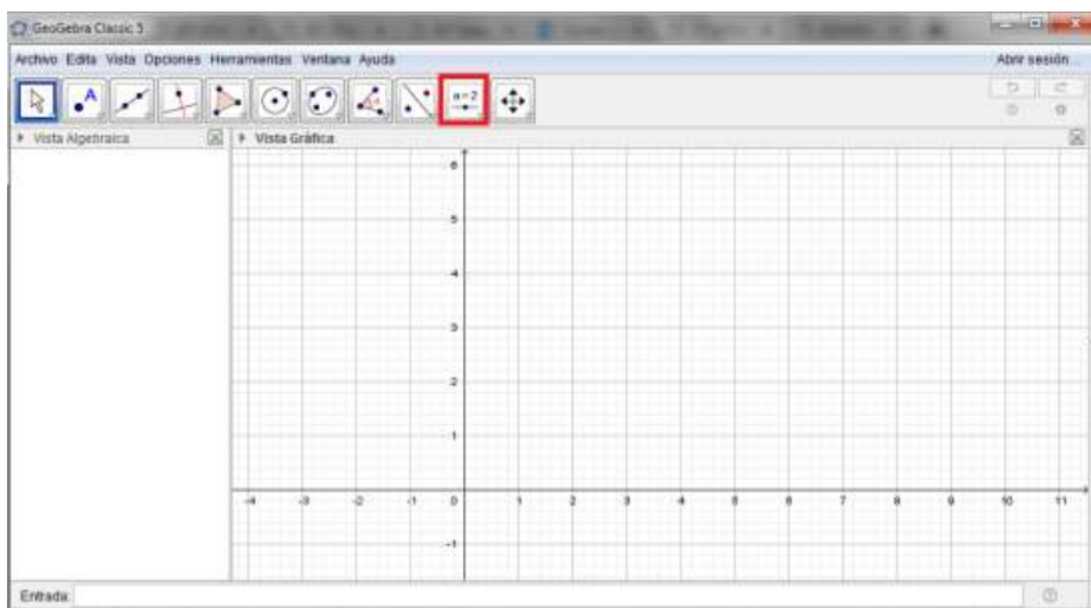 GeoGebra Classic 5
Archivo Edita Vista Opciones Herramientas Ventana Ayuda
Abrir sesión...
A
a=2
Vista Algebraica
Vista Gráfica
6
5
4
3
2
1
-4 -3 -2 -1 0 1 2 3 4 5 6 7 8 9 10 11
-1
Entrada: